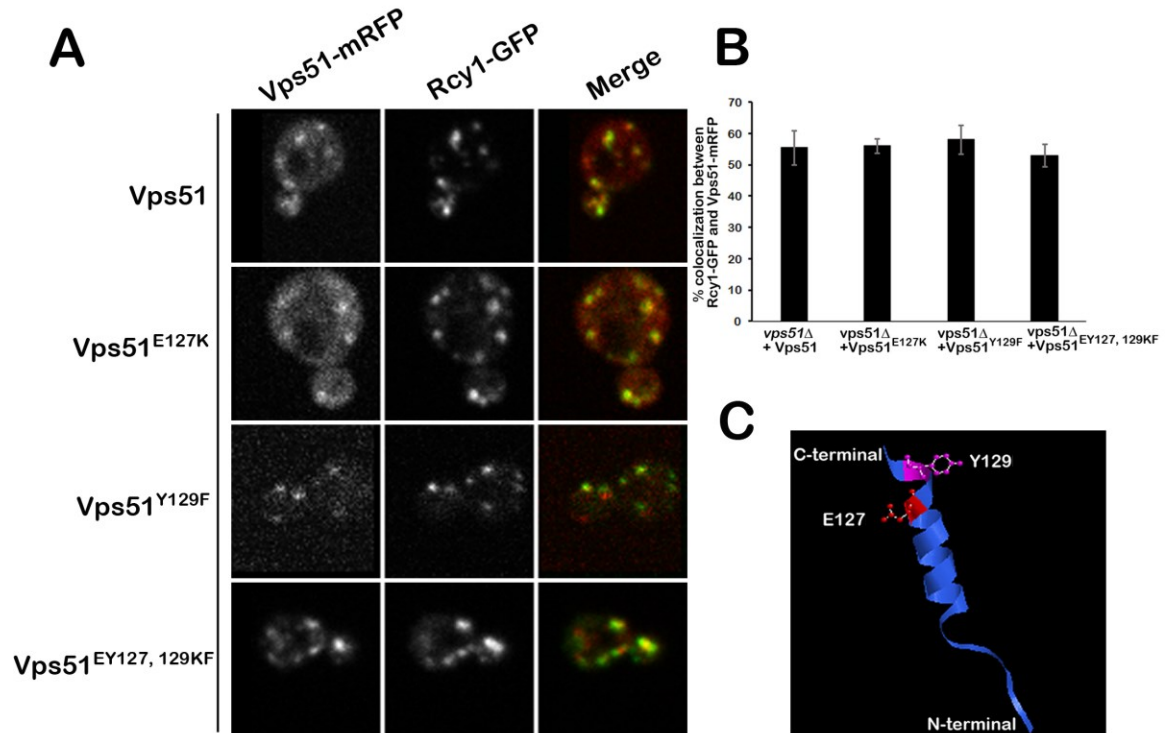 A
Vps51-mRFP
Rcy1-GFP
Merge
Vps51
Vps51E127K
Vps51Y129F
Vps51EY127, 129KF
B
% colocalization between
Rcy1-GFP and Vps51-mRFP
70
60
50
40
30
20
10
0
vps51Δ
+ Vps51
vps51Δ
+Vps51E127K
vps51Δ
+Vps51Y129F
vps51Δ
+Vps51EY127, 129KF
C
C-terminal
Y129
E127
N-terminal